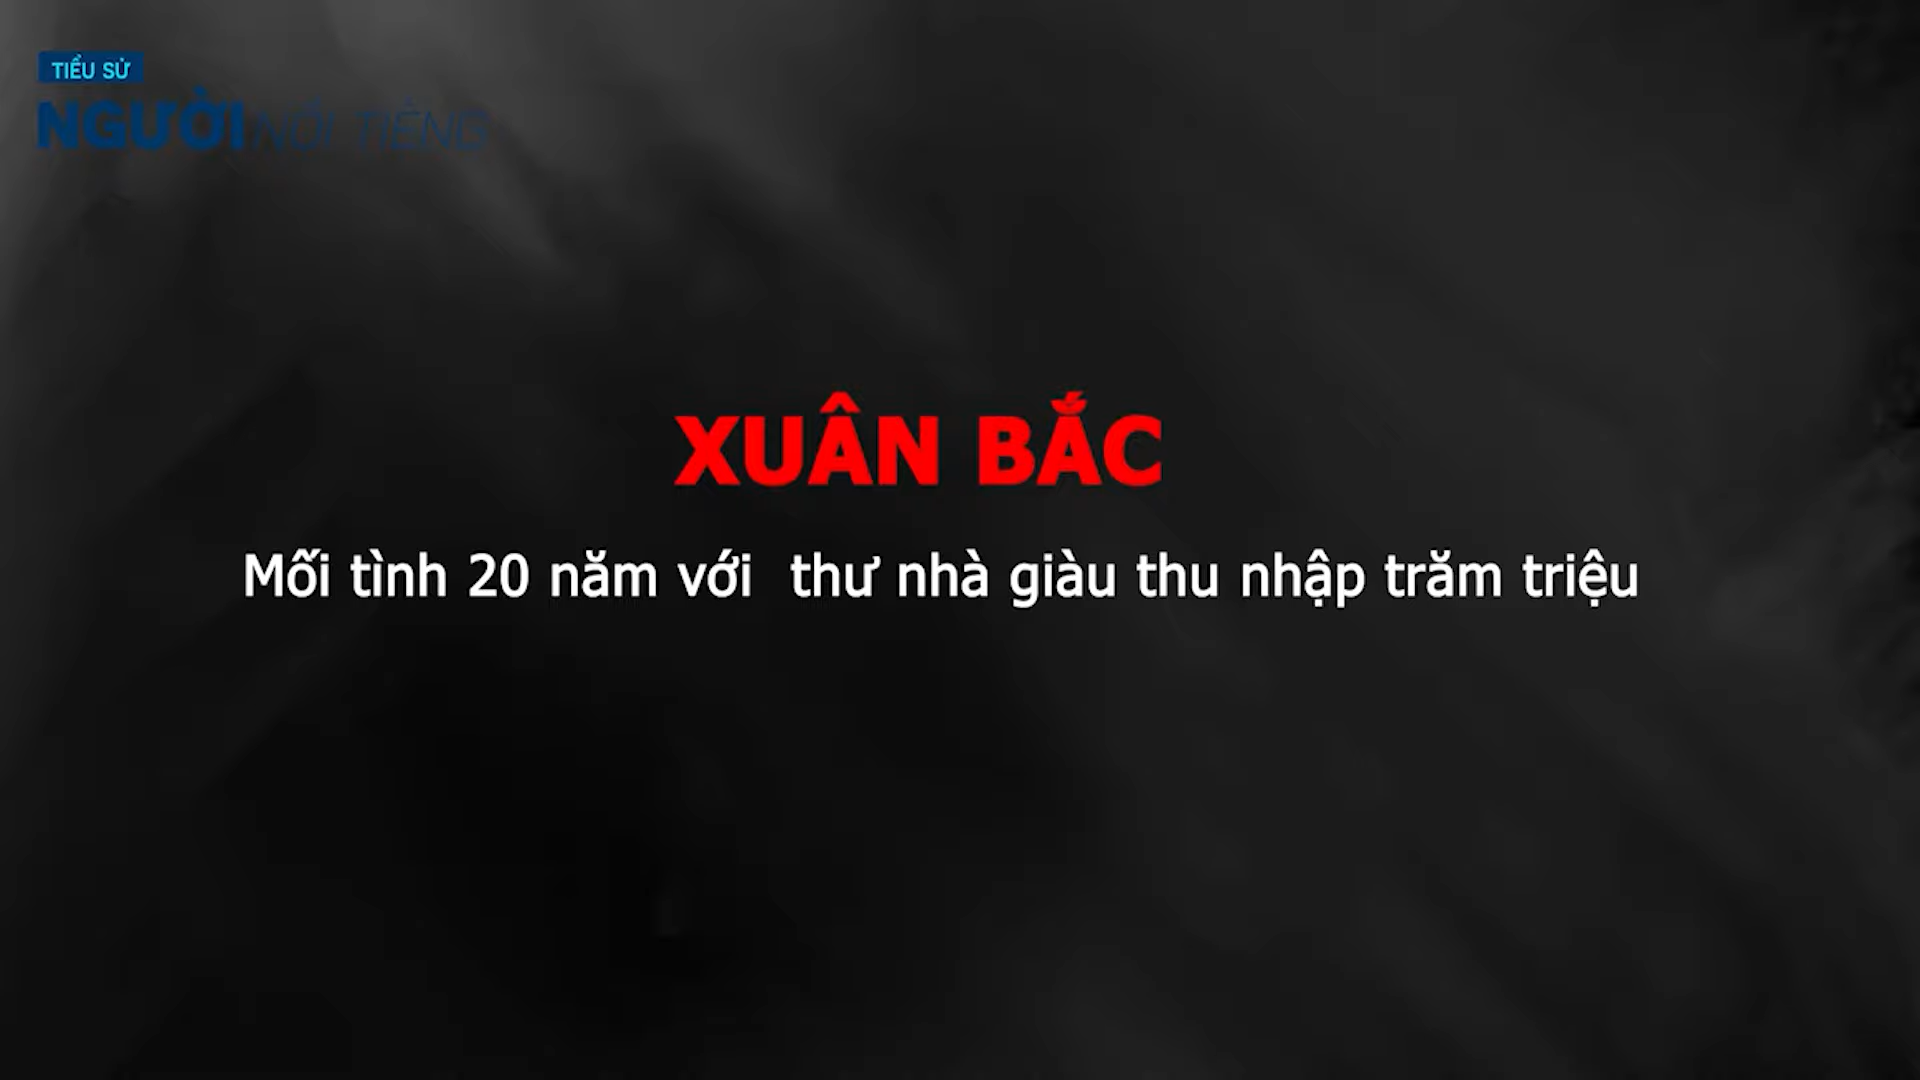 TIỂU SỬ
NGƯỜI NỔI TIẾNG
XUÂN BẮC
Mối tình 20 năm với  thư nhà giàu thu nhập trăm triệu